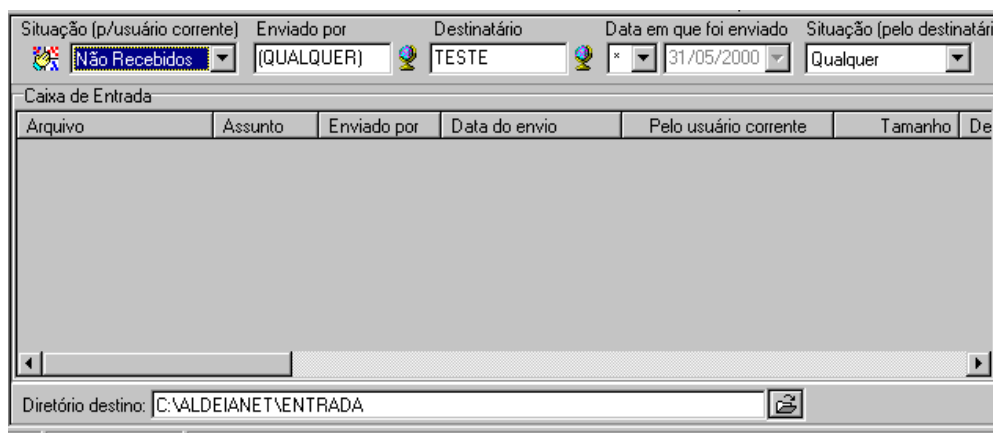 Situação (p/usuário corrente) Enviado por Destinatário Data em que foi enviado Situação (pelo destinatári
Não Recebidos (QUALQUER) TESTE * 31/05/2000 Qualquer
Caixa de Entrada
Arquivo Assunto Enviado por Data do envio Pelo usuário corrente Tamanho De
Diretório destino: C:\ALDEIANET\ENTRADA